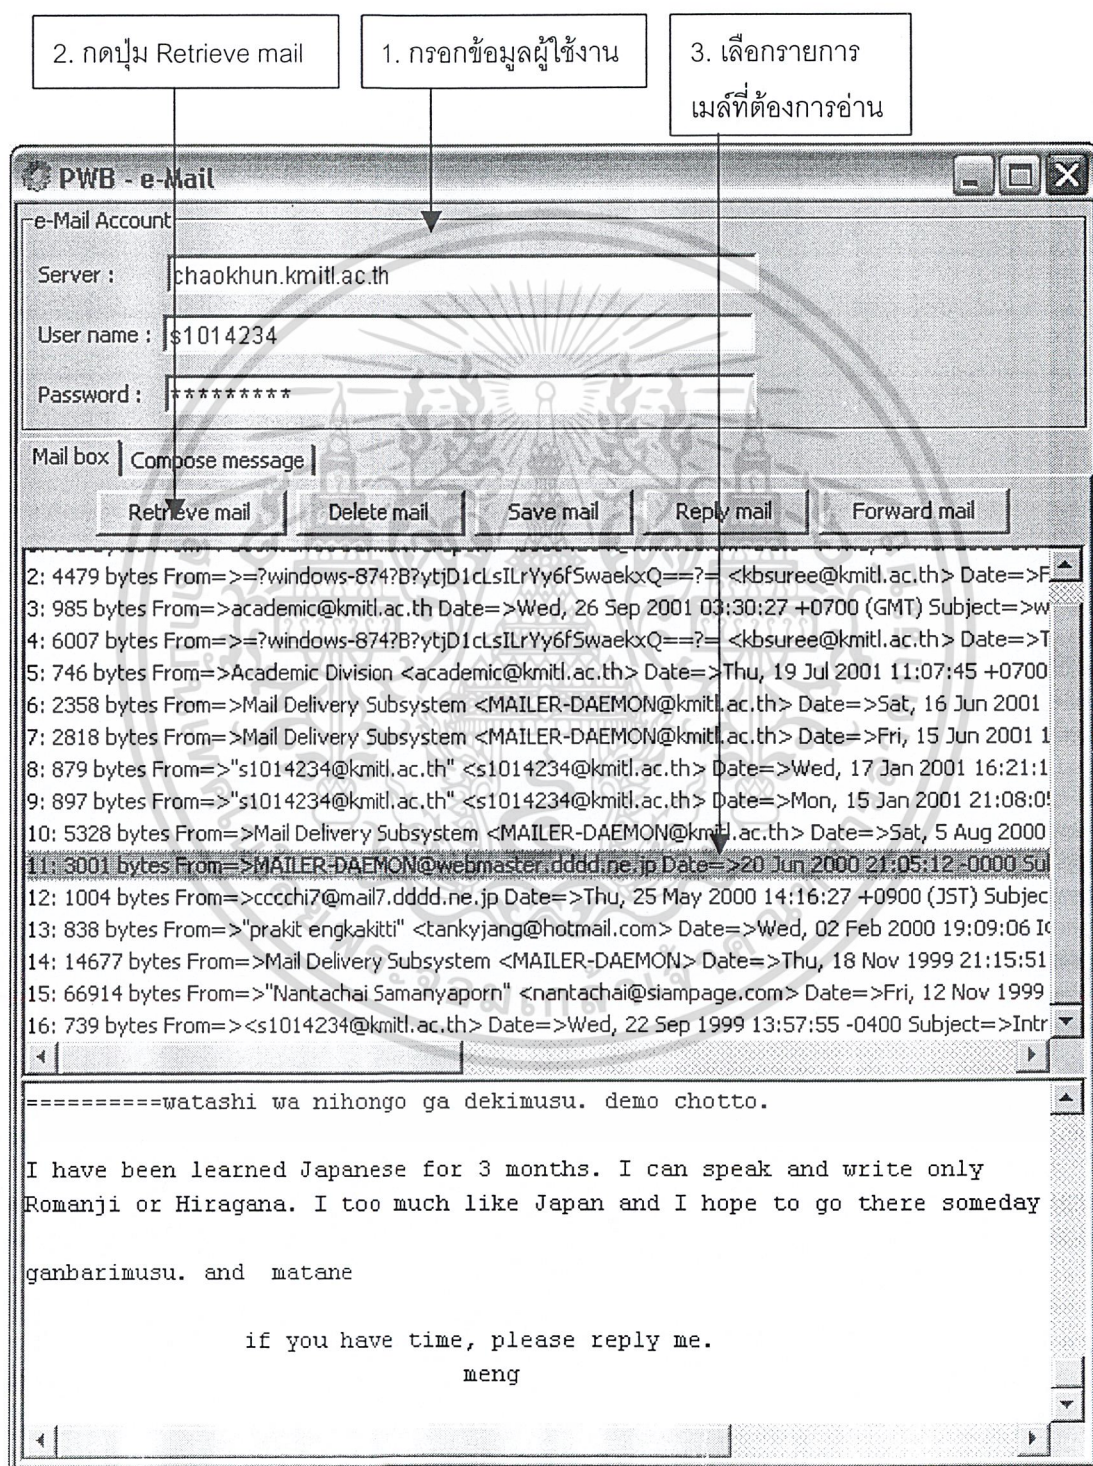 2. กดปุ่ม Retrieve mail
1. กรอกข้อมูลผู้ใช้งาน
3. เลือกรายการ
เมล์ที่ต้องการอ่าน
PWB - e-Mail
e-Mail Account
Server : chaokhun.kmitl.ac.th
User name : s1014234
Password : *********
Mail box Compose message
Retrieve mail Delete mail Save mail Reply mail Forward mail
2: 4479 bytes From=>=?windows-874?B?ytjD1cLsILrYy6fSwaekxQ==?= <kbsuree@kmitl.ac.th> Date=>F
3: 985 bytes From=>academic@kmitl.ac.th Date=>Wed, 26 Sep 2001 03:30:27 +0700 (GMT) Subject=>w
4: 6007 bytes From=>=?windows-874?B?ytjD1cLsILrYy6fSwaekxQ==?= <kbsuree@kmitl.ac.th> Date=>T
5: 746 bytes From=>Academic Division <academic@kmitl.ac.th> Date=>Thu, 19 Jul 2001 11:07:45 +0700
6: 2358 bytes From=>Mail Delivery Subsystem <MAILER-DAEMON@kmitl.ac.th> Date=>Sat, 16 Jun 2001
7: 2818 bytes From=>Mail Delivery Subsystem <MAILER-DAEMON@kmitl.ac.th> Date=>Fri, 15 Jun 2001 1
8: 879 bytes From=>"s1014234@kmitl.ac.th" <s1014234@kmitl.ac.th> Date=>Wed, 17 Jan 2001 16:21:1
9: 897 bytes From=>"s1014234@kmitl.ac.th" <s1014234@kmitl.ac.th> Date=>Mon, 15 Jan 2001 21:08:0
10: 5328 bytes From=>Mail Delivery Subsystem <MAILER-DAEMON@kmitl.ac.th> Date=>Sat, 5 Aug 2000
11: 3001 bytes From=>MAILER-DAEMON@webmaster.dddd.ne.jp Date=>20 Jun 2000 21:05:12 -0000 Sul
12: 1004 bytes From=>cccchi7@mail7.dddd.ne.jp Date=>Thu, 25 May 2000 14:16:27 +0900 (JST) Subjec
13: 838 bytes From=>"prakit engkakitti" <tankyjang@hotmail.com> Date=>Wed, 02 Feb 2000 19:09:06 I
14: 14677 bytes From=>Mail Delivery Subsystem <MAILER-DAEMON> Date=>Thu, 18 Nov 1999 21:15:51
15: 66914 bytes From=>"Nantachai Samanyaporn" <nantachai@siampage.com> Date=>Fri, 12 Nov 1999
16: 739 bytes From=><s1014234@kmitl.ac.th> Date=>Wed, 22 Sep 1999 13:57:55 -0400 Subject=>Intr
==========watashi wa nihongo ga dekimusu. demo chotto.
I have been learned Japanese for 3 months. I can speak and write only
Romanji or Hiragana. I too much like Japan and I hope to go there someday
ganbarimusu. and matane
if you have time, please reply me.
meng